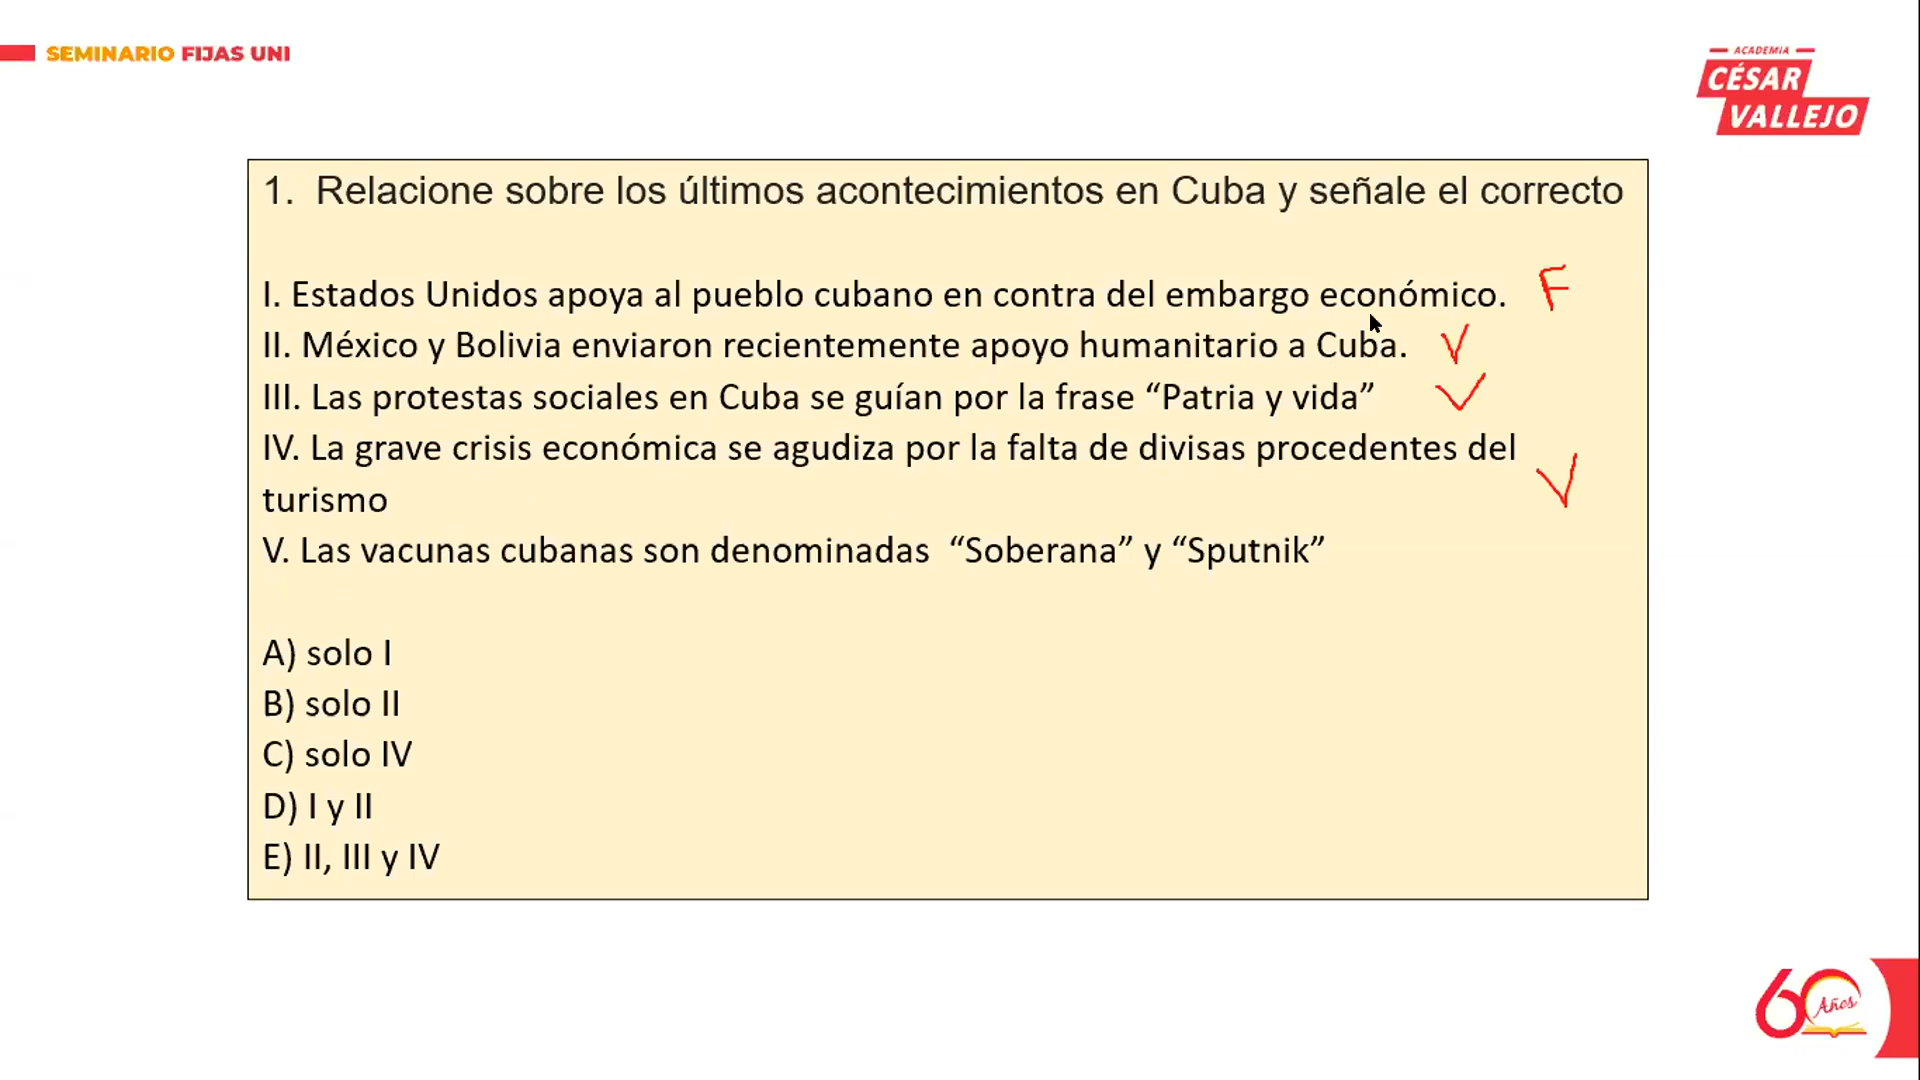 SEMINARIO FIJAS UNI
ACADEMIA
CÉSAR
VALLEJO
1. Relacione sobre los últimos acontecimientos en Cuba y señale el correcto
I. Estados Unidos apoya al pueblo cubano en contra del embargo económico. F
II. México y Bolivia enviaron recientemente apoyo humanitario a Cuba. V
III. Las protestas sociales en Cuba se guían por la frase “Patria y vida” V
IV. La grave crisis económica se agudiza por la falta de divisas procedentes del
turismo V
V. Las vacunas cubanas son denominadas “Soberana” y “Sputnik”
A) solo I
B) solo II
C) solo IV
D) I y II
E) II, III y IV
60 Años